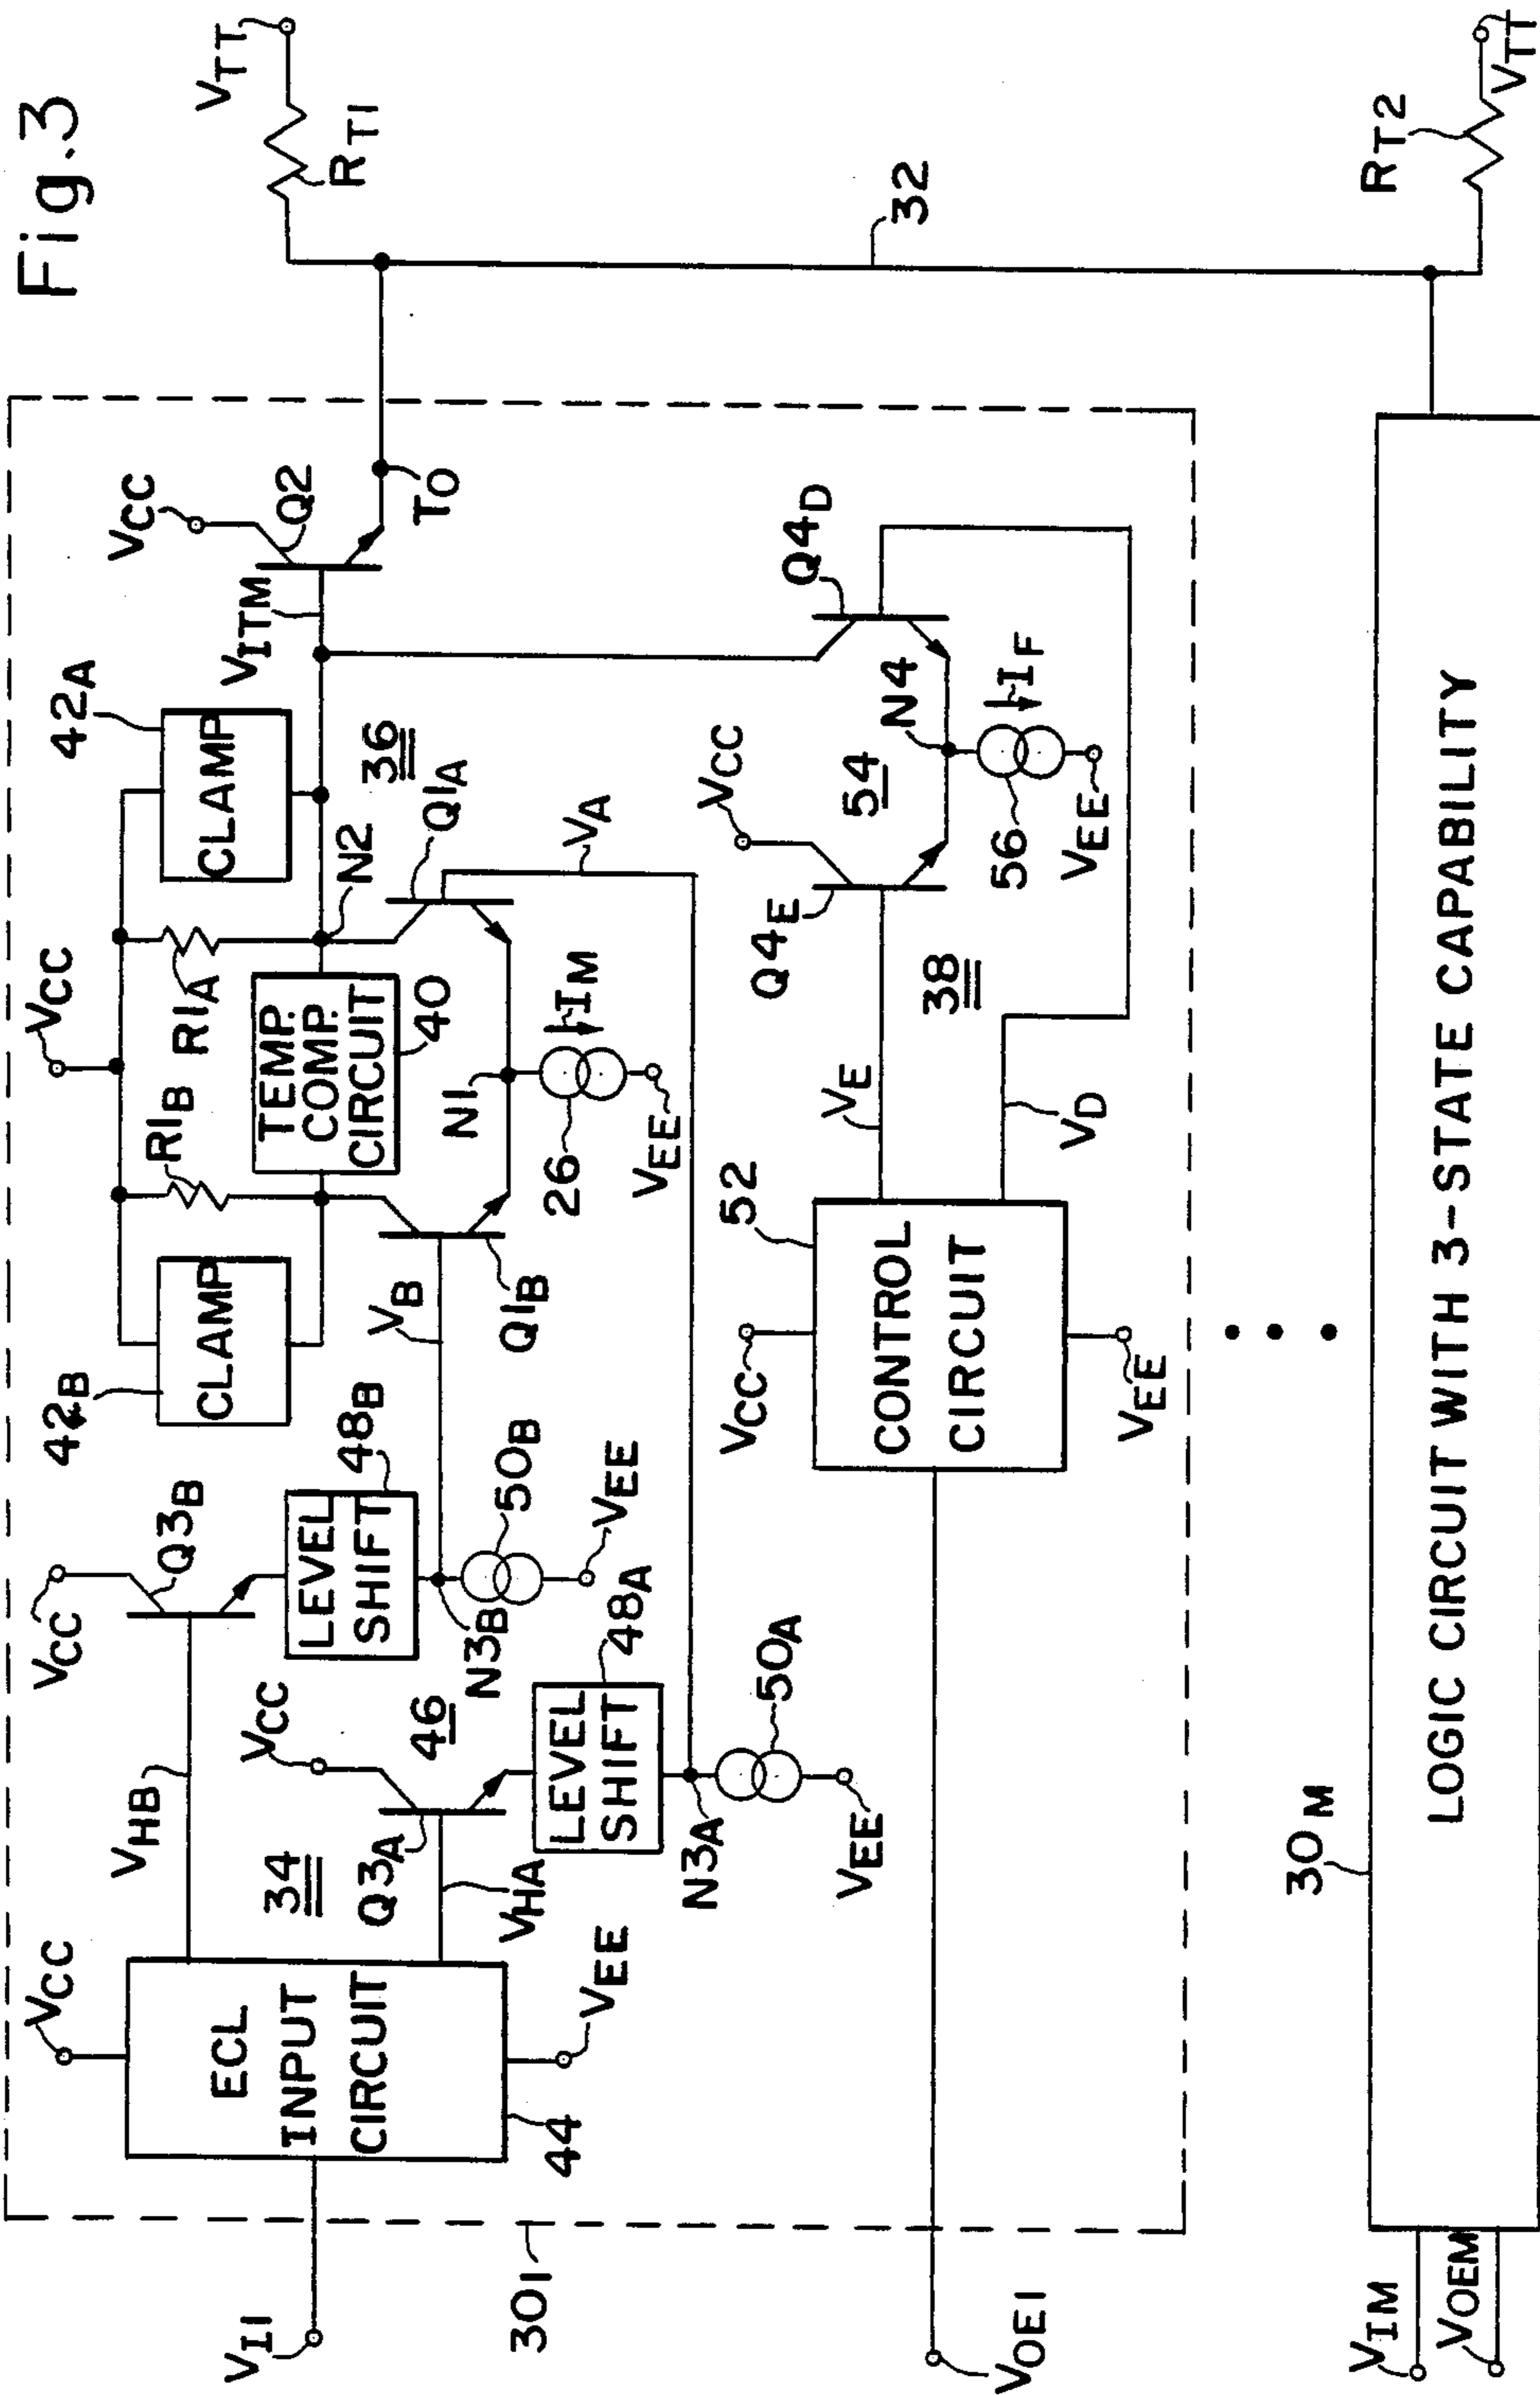 Fig.3
VCC
VHB
VCC
Q3B
42B
CLAMP
R1B
VCC
R1A
42A
CLAMP
VCC
Q2
VTT
RT1
VI1
ECL
INPUT
CIRCUIT
44
VEE
34
VCC
Q3A
VHA
46
LEVEL
SHIFT
48B
N3B
50B
VEE
VB
Q1B
TEMP.
COMP.
CIRCUIT
40
N2
N1
26
IM
VEE
36
Q1A
VA
VITM
TO
LEVEL
SHIFT
48A
N3A
50A
VEE
301
VOE1
VCC
52
CONTROL
CIRCUIT
VEE
VE
VD
38
Q4E
VCC
54
N4
56
IF
VEE
Q4D
32
30M
VIM
VOEM
LOGIC CIRCUIT WITH 3-STATE CAPABILITY
RT2
VTT